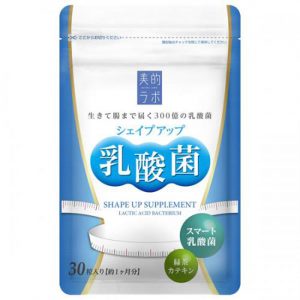 美的
ラボ
生きて腸まで届く300億の乳酸菌
シェイプアップ
乳酸菌
SHAPE UP SUPPLEMENT
LACTIC ACID BACTERIUM
スマート
乳酸菌
緑茶
カテキン
30粒入り【約1ヶ月分】